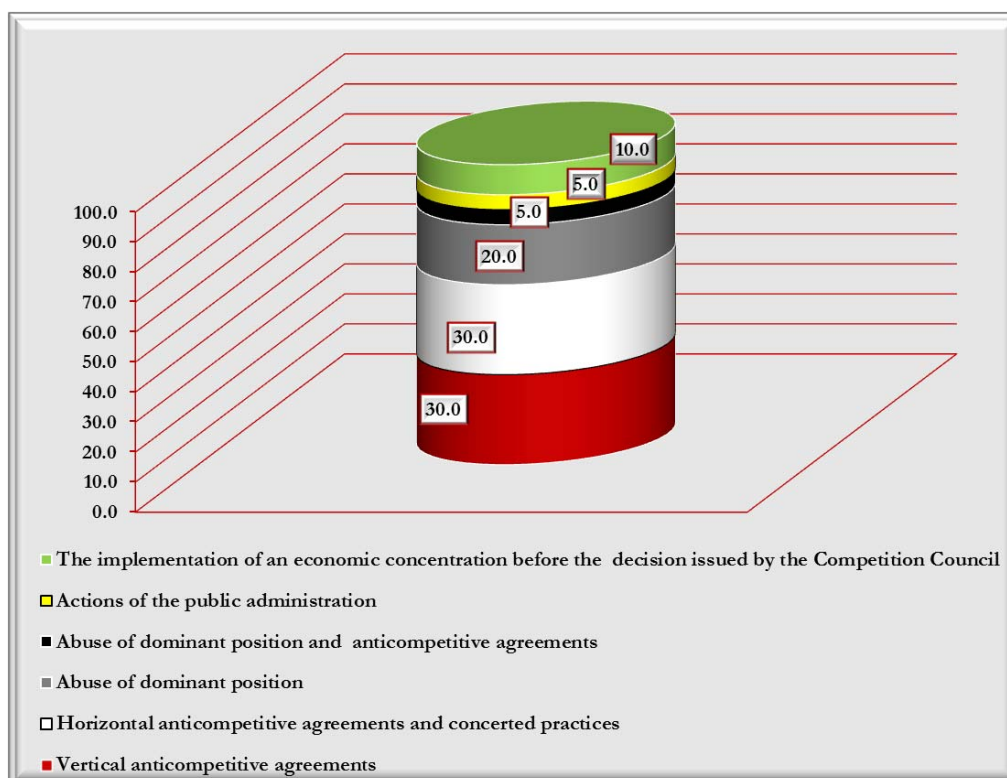 10.0
5.0
5.0
20.0
30.0
30.0
100.0
90.0
80.0
70.0
60.0
50.0
40.0
30.0
20.0
10.0
0.0
The implementation of an economic concentration before the decision issued by the Competition Council
Actions of the public administration
Abuse of dominant position and anticompetitive agreements
Abuse of dominant position
Horizontal anticompetitive agreements and concerted practices
Vertical anticompetitive agreements